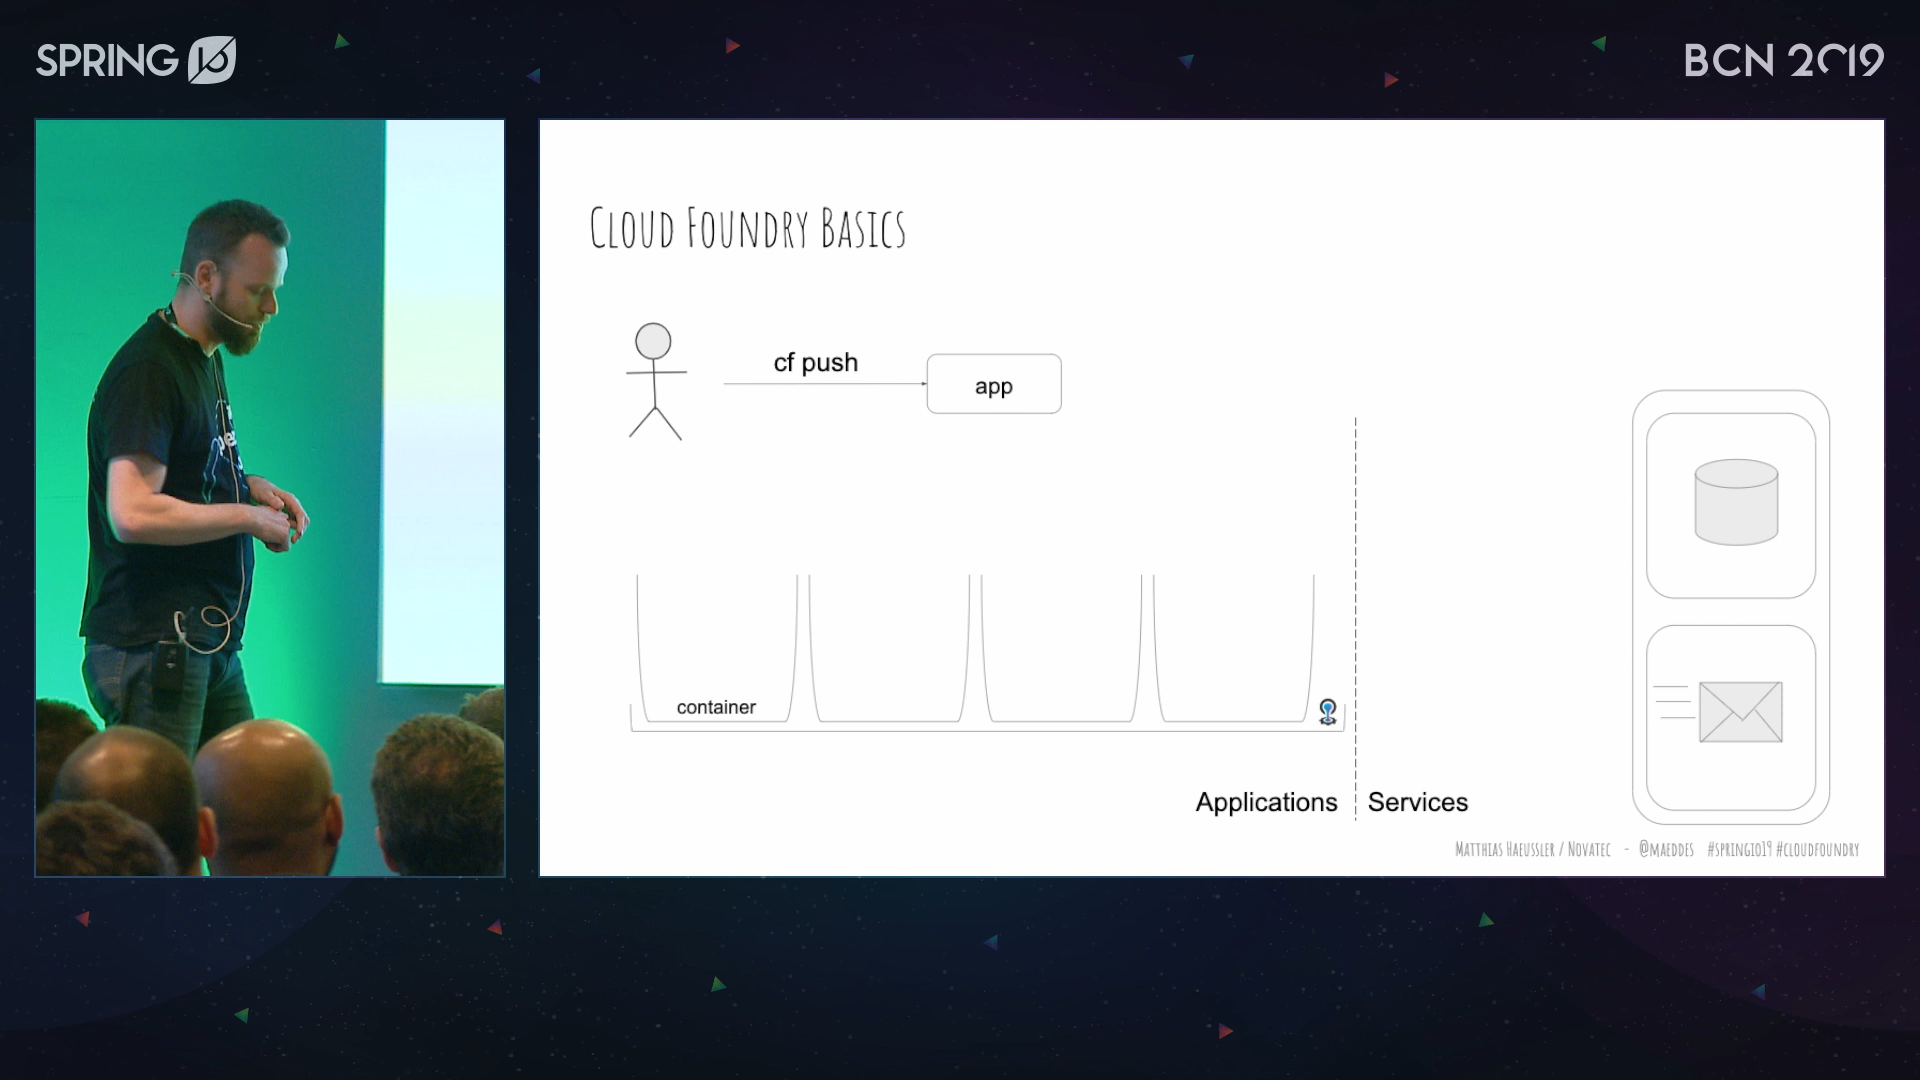 SPRING IO
BCN 2019
CLOUD FOUNDRY BASICS
cf push
app
container
Applications
Services
MATTHIAS HAEUSSLER / NOVATEC - @MAEDDES #SPRINGIO19 #CLOUDFOUNDRY